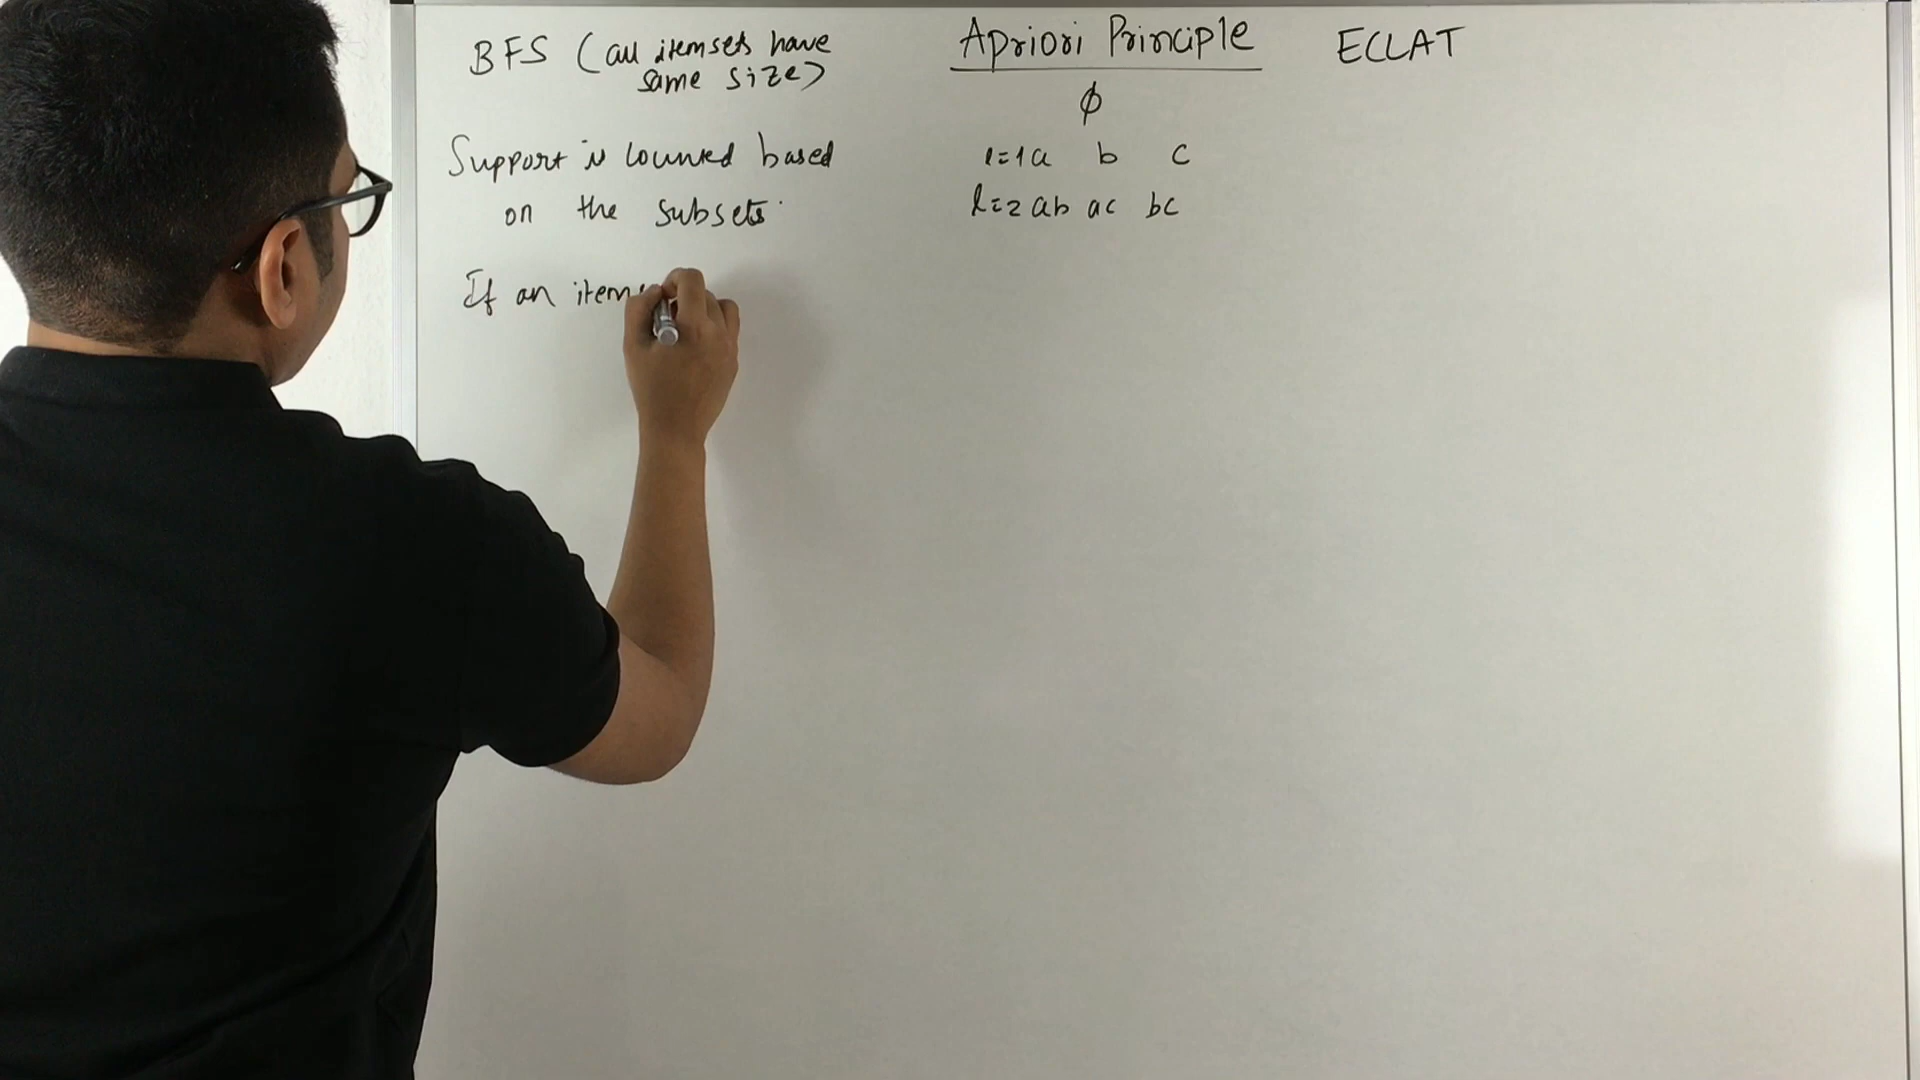 BFS (all itemsets have
same size)
Support is counted based
on the subsets.
If an item
Apriori Principle
ϕ
l=1 a b c
l=2 ab ac bc
ECLAT